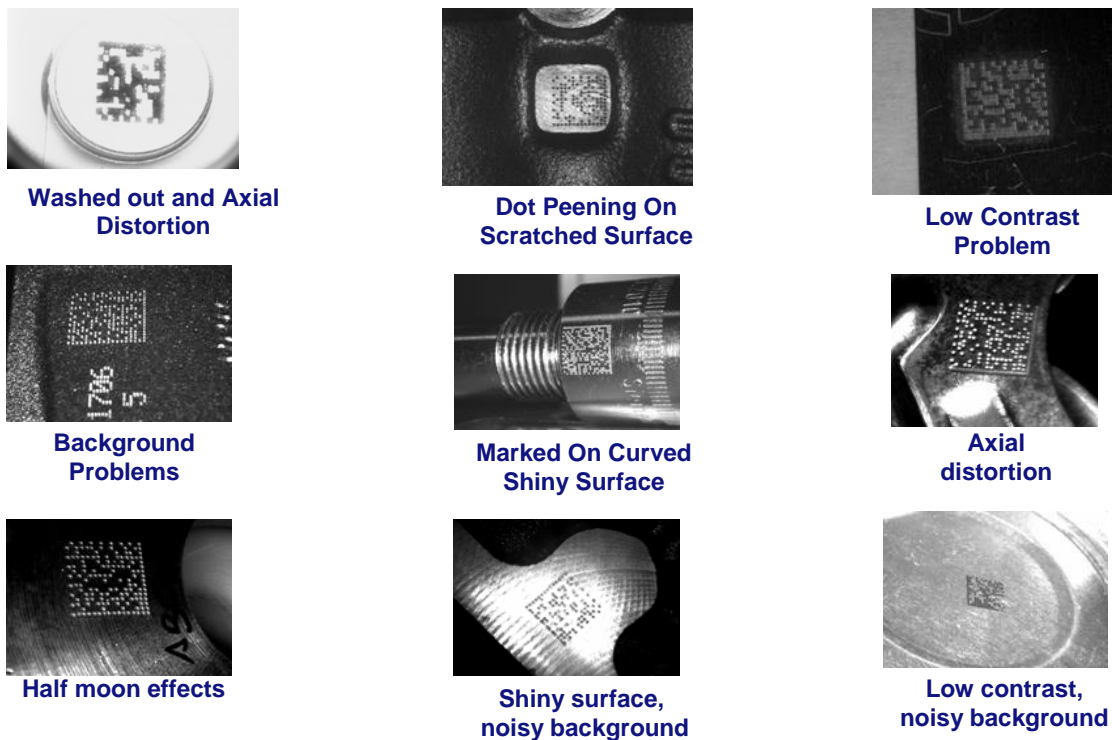 Washed out and Axial
Distortion
Dot Peening On
Scratched Surface
Low Contrast
Problem
1706
5
Background
Problems
Marked On Curved
Shiny Surface
Axial
distortion
Half moon effects
Shiny surface,
noisy background
Low contrast,
noisy background